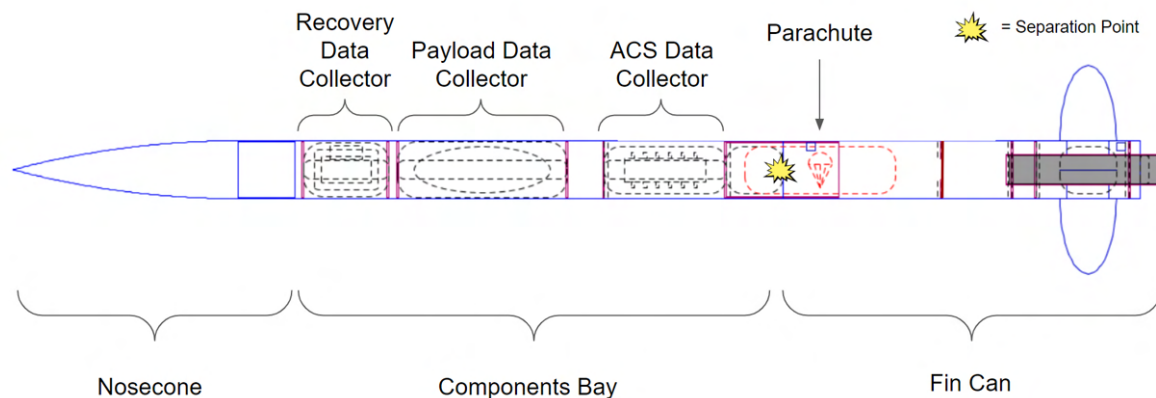 Recovery
Data
Collector
Payload Data
Collector
ACS Data
Collector
Parachute
= Separation Point
Nosecone
Components Bay
Fin Can